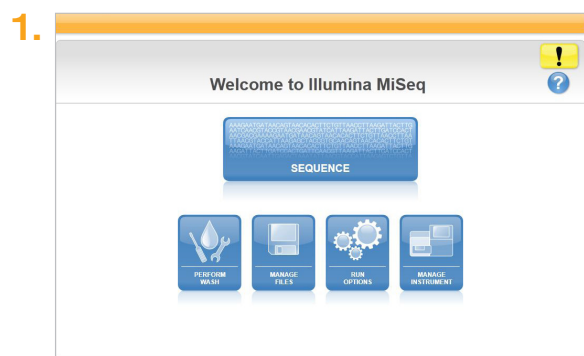 1.
!
Welcome to Illumina MiSeq
?
SEQUENCE
PERFORM
WASH
MANAGE
FILES
RUN
OPTIONS
MANAGE
INSTRUMENT